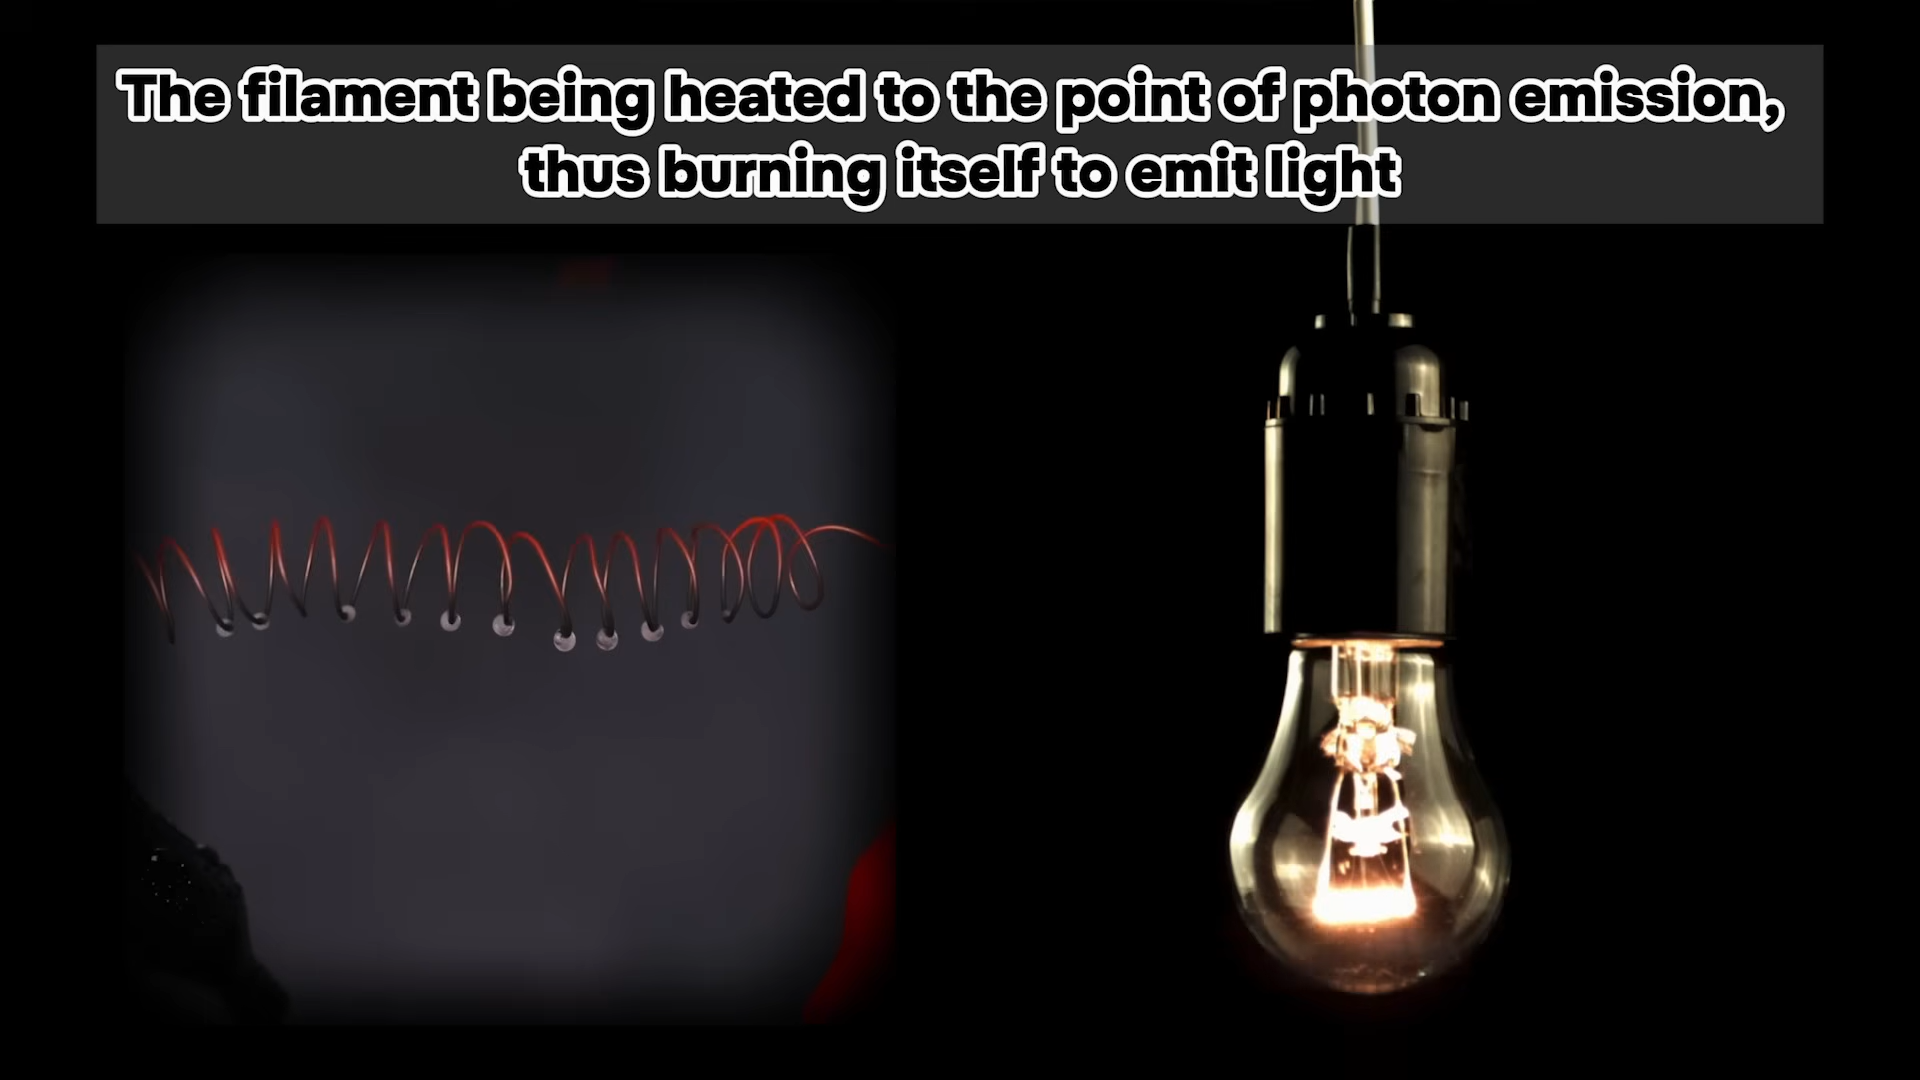 The filament being heated to the point of photon emission,
thus burning itself to emit light